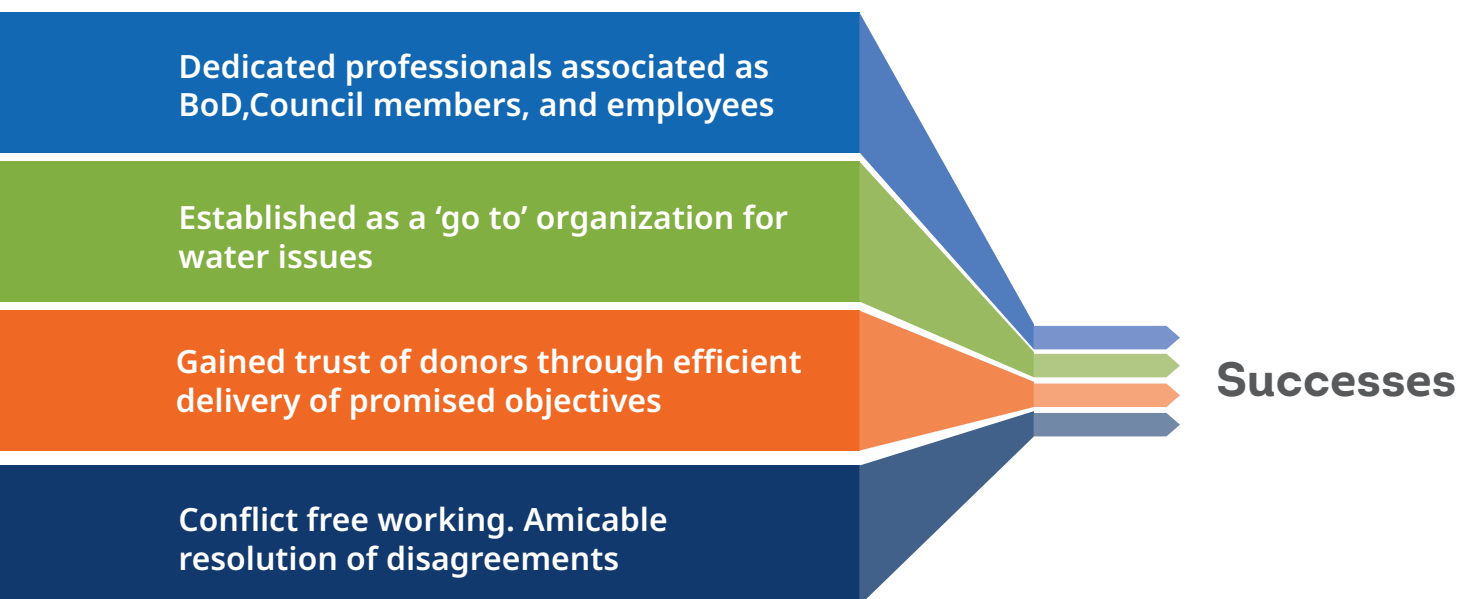 Dedicated professionals associated as
BoD,Council members, and employees
Established as a ‘go to’ organization for
water issues
Gained trust of donors through efficient
delivery of promised objectives
Conflict free working. Amicable
resolution of disagreements
Successes